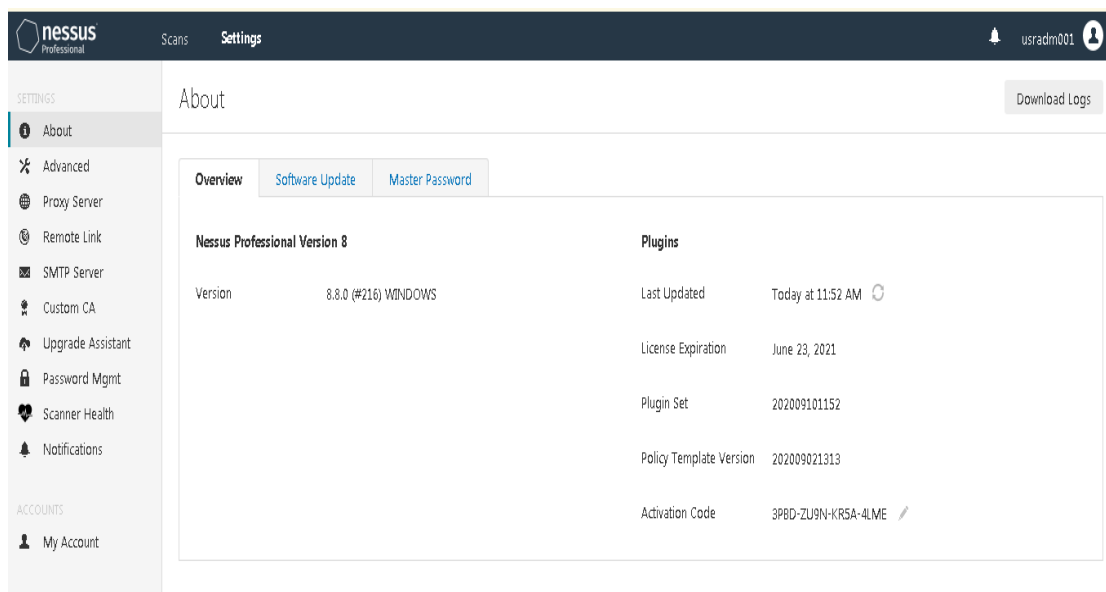 nessus
Professional
Scans Settings
usradm001
SETTINGS
About
Advanced
Proxy Server
Remote Link
SMTP Server
Custom CA
Upgrade Assistant
Password Mgmt
Scanner Health
Notifications
ACCOUNTS
My Account
About
Download Logs
Overview Software Update Master Password
Nessus Professional Version 8
Version 8.8.0 (#216) WINDOWS
Plugins
Last Updated Today at 11:52 AM
License Expiration June 23, 2021
Plugin Set 202009101152
Policy Template Version 202009021313
Activation Code 3PBD-ZU9N-KR5A-4LME